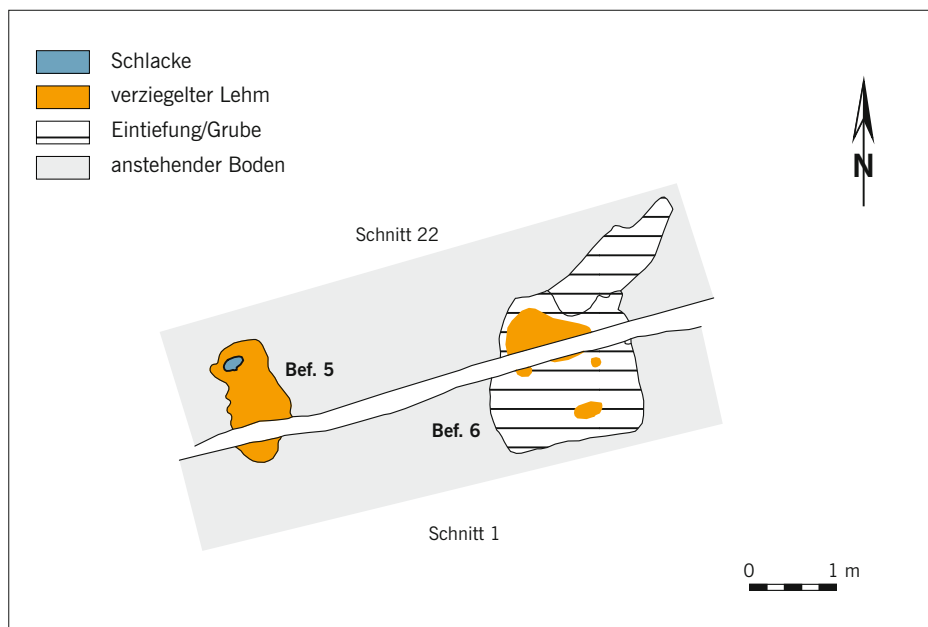 Schlacke
verziegelter Lehm
Eintiefung/Grube
anstehender Boden
N
Schnitt 22
Bef. 5
Bef. 6
Schnitt 1
0 1 m